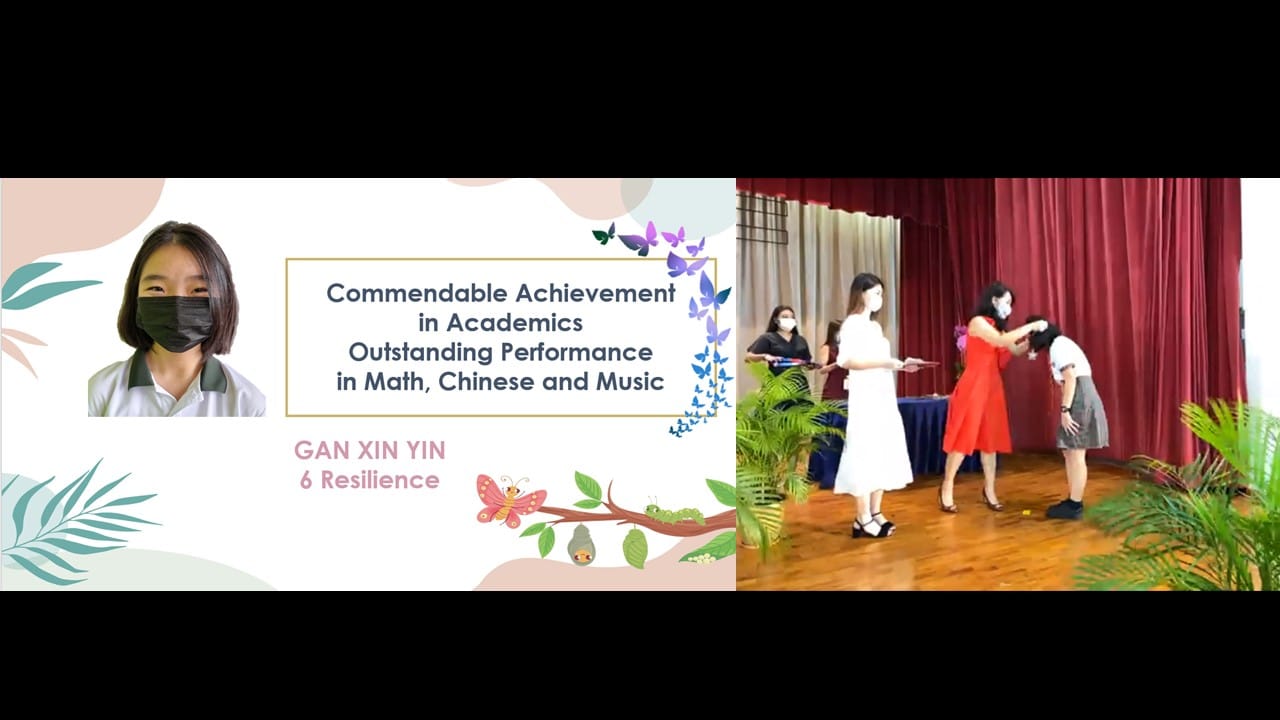 Commendable Achievement
in Academics
Outstanding Performance
in Math, Chinese and Music
GAN XIN YIN
6 Resilience